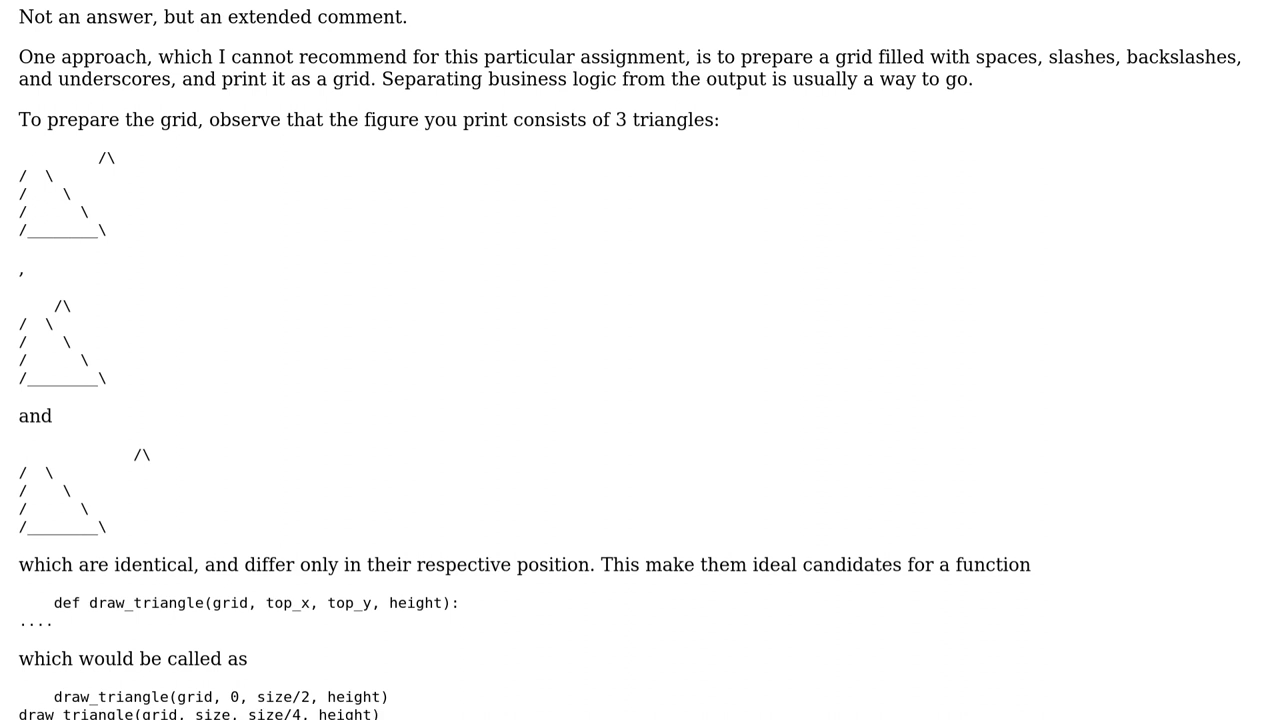 Not an answer, but an extended comment.
One approach, which I cannot recommend for this particular assignment, is to prepare a grid filled with spaces, slashes, backslashes,
and underscores, and print it as a grid. Separating business logic from the output is usually a way to go.
To prepare the grid, observe that the figure you print consists of 3 triangles:
         /\
/  \
/    \
/      \
/________\
,
    /\
/  \
/    \
/      \
/________\
and
             /\
/  \
/    \
/      \
/________\
which are identical, and differ only in their respective position. This make them ideal candidates for a function
    def draw_triangle(grid, top_x, top_y, height):
....
which would be called as
    draw_triangle(grid, 0, size/2, height)
draw_triangle(grid, size, size/4, height)